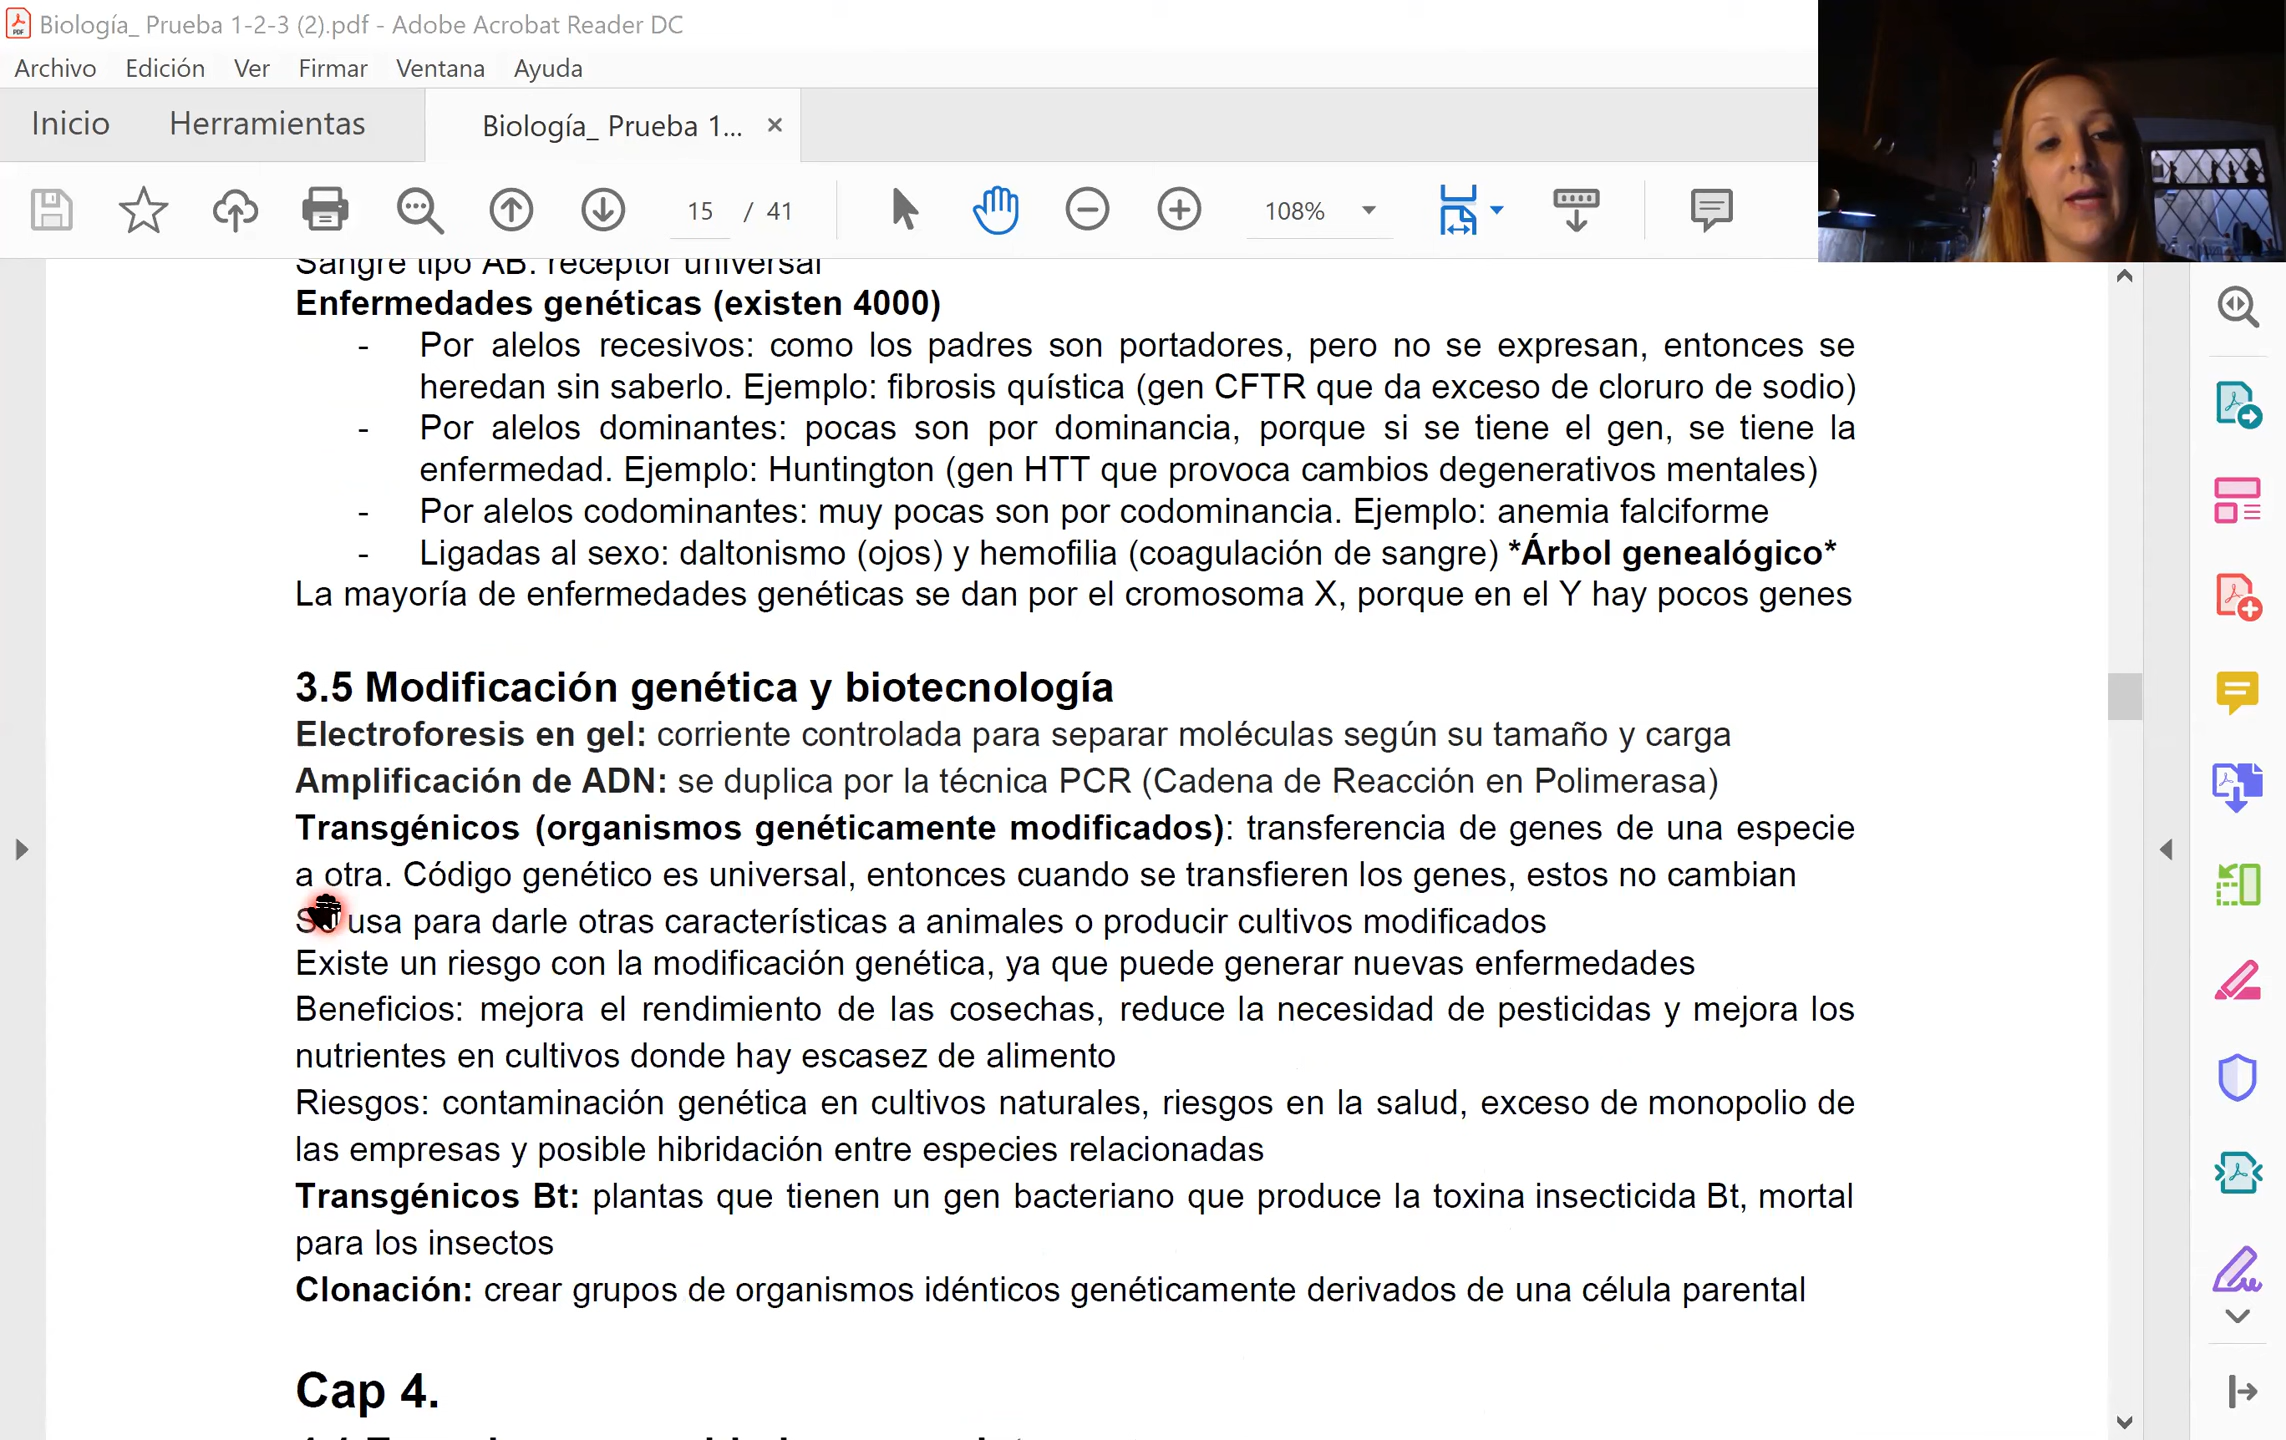 Biología_ Prueba 1-2-3 (2).pdf - Adobe Acrobat Reader DC
Archivo Edición Ver Firmar Ventana Ayuda
Inicio Herramientas Biología_ Prueba 1... ×
15 / 41 108%
Sangre tipo AB: receptor universal
Enfermedades genéticas (existen 4000)
- Por alelos recesivos: como los padres son portadores, pero no se expresan, entonces se
heredan sin saberlo. Ejemplo: fibrosis quística (gen CFTR que da exceso de cloruro de sodio)
- Por alelos dominantes: pocas son por dominancia, porque si se tiene el gen, se tiene la
enfermedad. Ejemplo: Huntington (gen HTT que provoca cambios degenerativos mentales)
- Por alelos codominantes: muy pocas son por codominancia. Ejemplo: anemia falciforme
- Ligadas al sexo: daltonismo (ojos) y hemofilia (coagulación de sangre) *Árbol genealógico*
La mayoría de enfermedades genéticas se dan por el cromosoma X, porque en el Y hay pocos genes
3.5 Modificación genética y biotecnología
Electroforesis en gel: corriente controlada para separar moléculas según su tamaño y carga
Amplificación de ADN: se duplica por la técnica PCR (Cadena de Reacción en Polimerasa)
Transgénicos (organismos genéticamente modificados): transferencia de genes de una especie
a otra. Código genético es universal, entonces cuando se transfieren los genes, estos no cambian
Se usa para darle otras características a animales o producir cultivos modificados
Existe un riesgo con la modificación genética, ya que puede generar nuevas enfermedades
Beneficios: mejora el rendimiento de las cosechas, reduce la necesidad de pesticidas y mejora los
nutrientes en cultivos donde hay escasez de alimento
Riesgos: contaminación genética en cultivos naturales, riesgos en la salud, exceso de monopolio de
las empresas y posible hibridación entre especies relacionadas
Transgénicos Bt: plantas que tienen un gen bacteriano que produce la toxina insecticida Bt, mortal
para los insectos
Clonación: crear grupos de organismos idénticos genéticamente derivados de una célula parental
Cap 4.